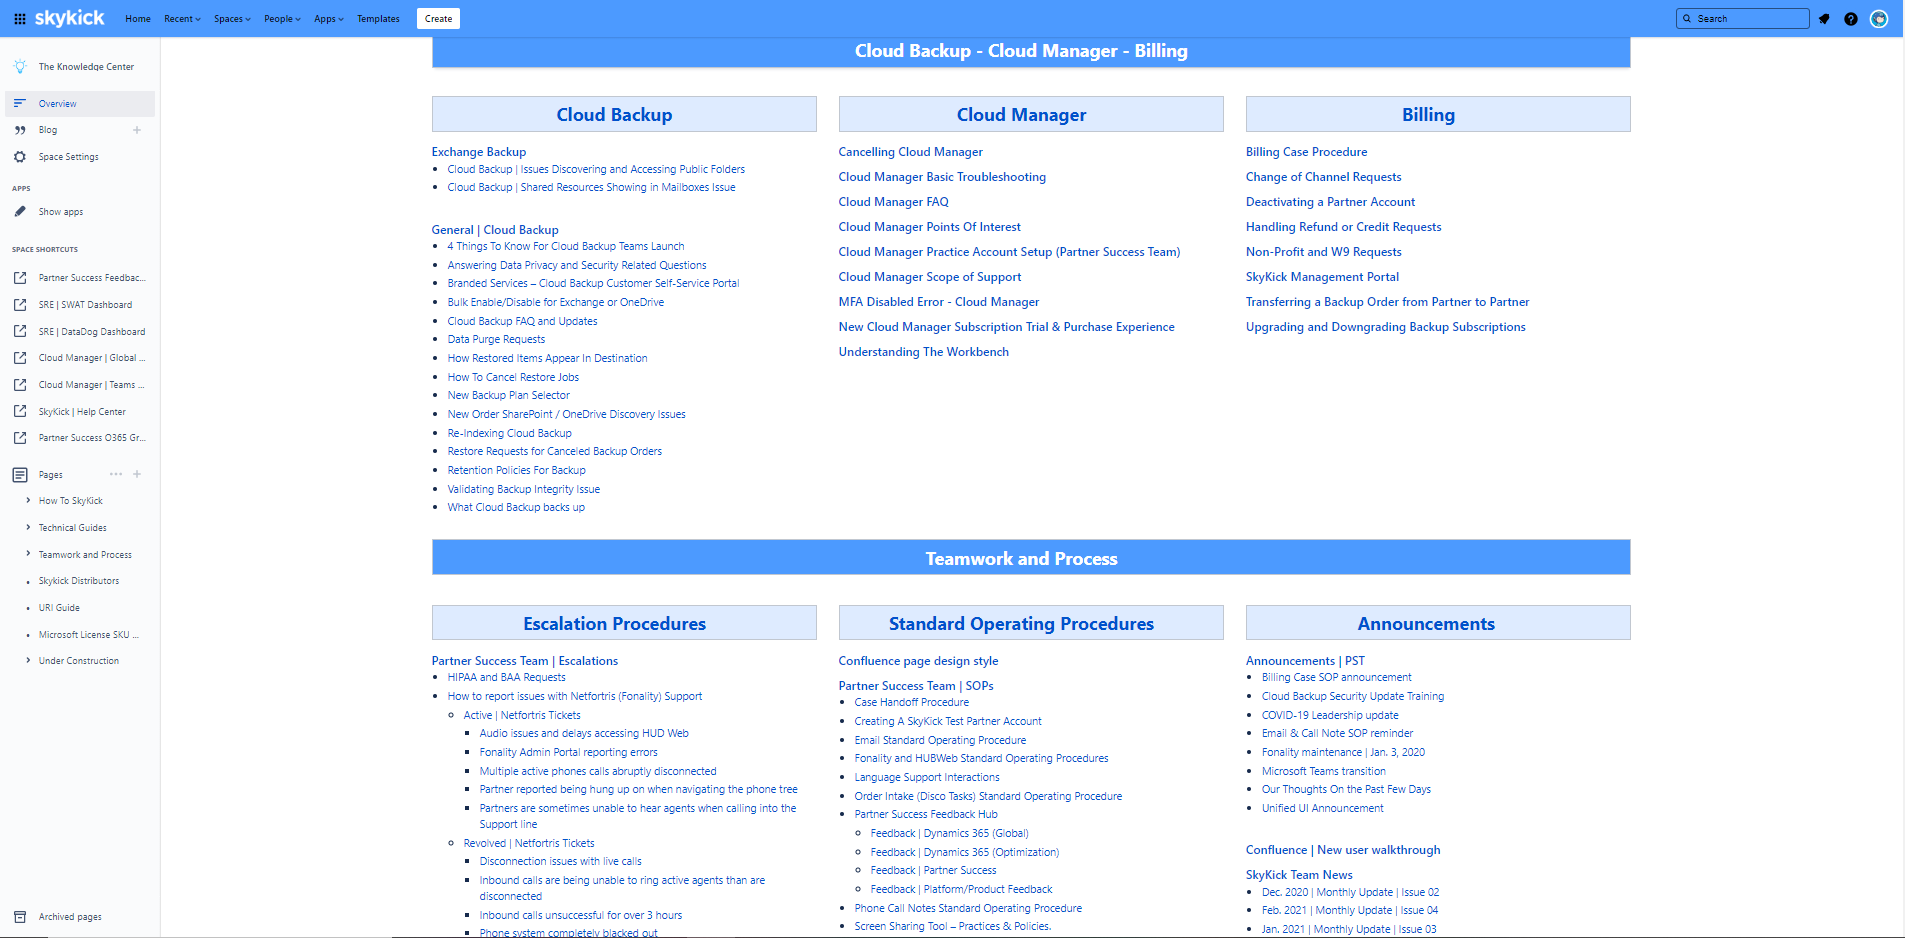 skykick
Home
Recent
Spaces
People
Apps
Templates
Create
Search
The Knowledge Center
Overview
Blog
Space Settings
APPS
Show apps
SPACE SHORTCUTS
Partner Success Feedbac...
SRE | SWAT Dashboard
SRE | DataDog Dashboard
Cloud Manager | Global ...
Cloud Manager | Teams ...
SkyKick | Help Center
Partner Success O365 Gr...
Pages
How To SkyKick
Technical Guides
Teamwork and Process
Skykick Distributors
URI Guide
Microsoft License SKU ...
Under Construction
Archived pages
Cloud Backup - Cloud Manager - Billing
Cloud Backup
Exchange Backup
Cloud Backup | Issues Discovering and Accessing Public Folders
Cloud Backup | Shared Resources Showing in Mailboxes Issue
General | Cloud Backup
4 Things To Know For Cloud Backup Teams Launch
Answering Data Privacy and Security Related Questions
Branded Services – Cloud Backup Customer Self-Service Portal
Bulk Enable/Disable for Exchange or OneDrive
Cloud Backup FAQ and Updates
Data Purge Requests
How Restored Items Appear In Destination
How To Cancel Restore Jobs
New Backup Plan Selector
New Order SharePoint / OneDrive Discovery Issues
Re-Indexing Cloud Backup
Restore Requests for Canceled Backup Orders
Retention Policies For Backup
Validating Backup Integrity Issue
What Cloud Backup backs up
Cloud Manager
Cancelling Cloud Manager
Cloud Manager Basic Troubleshooting
Cloud Manager FAQ
Cloud Manager Points Of Interest
Cloud Manager Practice Account Setup (Partner Success Team)
Cloud Manager Scope of Support
MFA Disabled Error - Cloud Manager
New Cloud Manager Subscription Trial & Purchase Experience
Understanding The Workbench
Billing
Billing Case Procedure
Change of Channel Requests
Deactivating a Partner Account
Handling Refund or Credit Requests
Non-Profit and W9 Requests
SkyKick Management Portal
Transferring a Backup Order from Partner to Partner
Upgrading and Downgrading Backup Subscriptions
Teamwork and Process
Escalation Procedures
Partner Success Team | Escalations
HIPAA and BAA Requests
How to report issues with Netfortris (Fonality) Support
Active | Netfortris Tickets
Audio issues and delays accessing HUD Web
Fonality Admin Portal reporting errors
Multiple active phones calls abruptly disconnected
Partner reported being hung up on when navigating the phone tree
Partners are sometimes unable to hear agents when calling into the
Support line
Revolved | Netfortris Tickets
Disconnection issues with live calls
Inbound calls are being unable to ring active agents than are
disconnected
Inbound calls unsuccessful for over 3 hours
Phone system completely blacked out
Standard Operating Procedures
Confluence page design style
Partner Success Team | SOPs
Case Handoff Procedure
Creating A SkyKick Test Partner Account
Email Standard Operating Procedure
Fonality and HUBWeb Standard Operating Procedures
Language Support Interactions
Order Intake (Disco Tasks) Standard Operating Procedure
Partner Success Feedback Hub
Feedback | Dynamics 365 (Global)
Feedback | Dynamics 365 (Optimization)
Feedback | Partner Success
Feedback | Platform/Product Feedback
Phone Call Notes Standard Operating Procedure
Screen Sharing Tool – Practices & Policies.
Announcements
Announcements | PST
Billing Case SOP announcement
Cloud Backup Security Update Training
COVID-19 Leadership update
Email & Call Note SOP reminder
Fonality maintenance | Jan. 3, 2020
Microsoft Teams transition
Our Thoughts On the Past Few Days
Unified UI Announcement
Confluence | New user walkthrough
SkyKick Team News
Dec. 2020 | Monthly Update | Issue 02
Feb. 2021 | Monthly Update | Issue 04
Jan. 2021 | Monthly Update | Issue 03